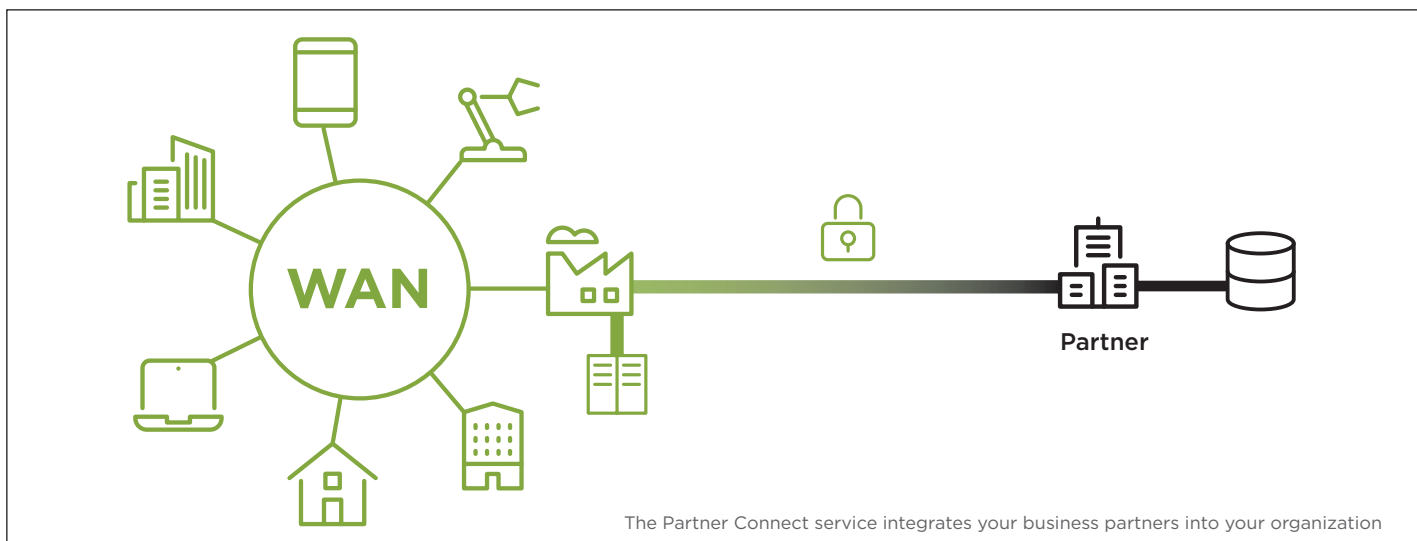 WAN
Partner
The Partner Connect service integrates your business partners into your organization